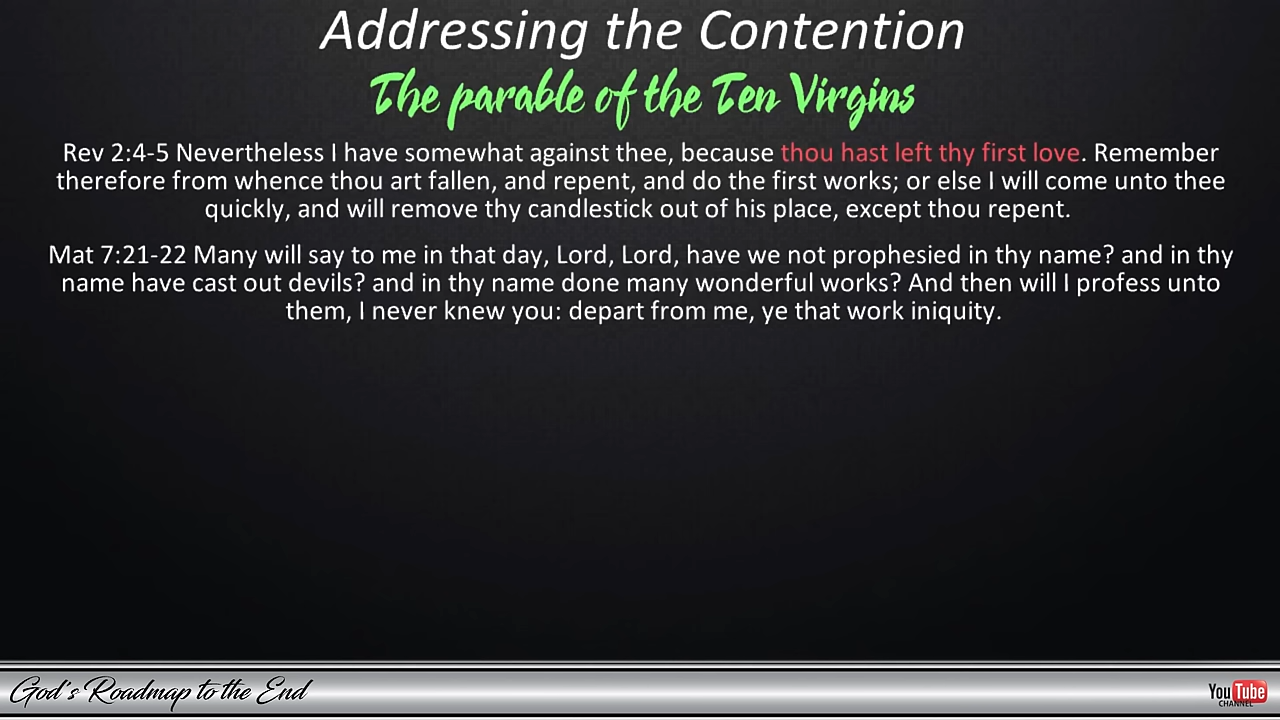 Addressing the Contention
The parable of the Ten Virgins
Rev 2:4-5 Nevertheless I have somewhat against thee, because thou hast left thy first love. Remember
therefore from whence thou art fallen, and repent, and do the first works; or else I will come unto thee
quickly, and will remove thy candlestick out of his place, except thou repent.
Mat 7:21-22 Many will say to me in that day, Lord, Lord, have we not prophesied in thy name? and in thy
name have cast out devils? and in thy name done many wonderful works? And then will I profess unto
them, I never knew you: depart from me, ye that work iniquity.
God's Roadmap to the End
YouTube
CHANNEL